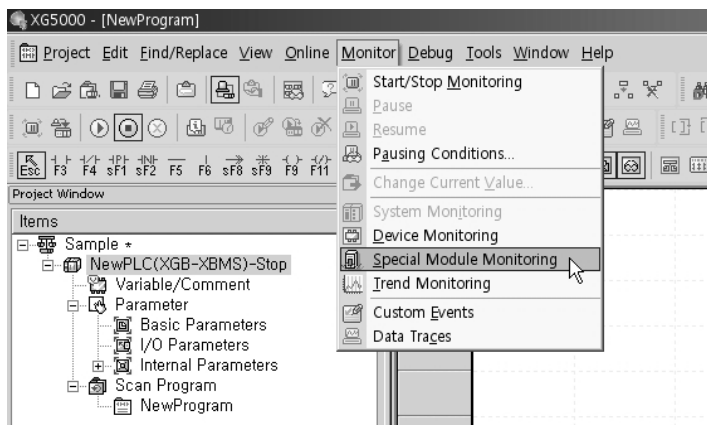 XG5000 - [NewProgram]
Project Edit Find/Replace View Online Monitor Debug Tools Window Help
Start/Stop Monitoring
Pause
Resume
Pausing Conditions...
Change Current Value...
System Monitoring
Device Monitoring
Special Module Monitoring
Trend Monitoring
Custom Events
Data Traces
Esc F3 F4 sF1 sF2 F5 F6 sF8 sF9 F9 F11
Project Window
Items
Sample *
NewPLC(XGB-XBMS)-Stop
Variable/Comment
Parameter
Basic Parameters
I/O Parameters
Internal Parameters
Scan Program
NewProgram